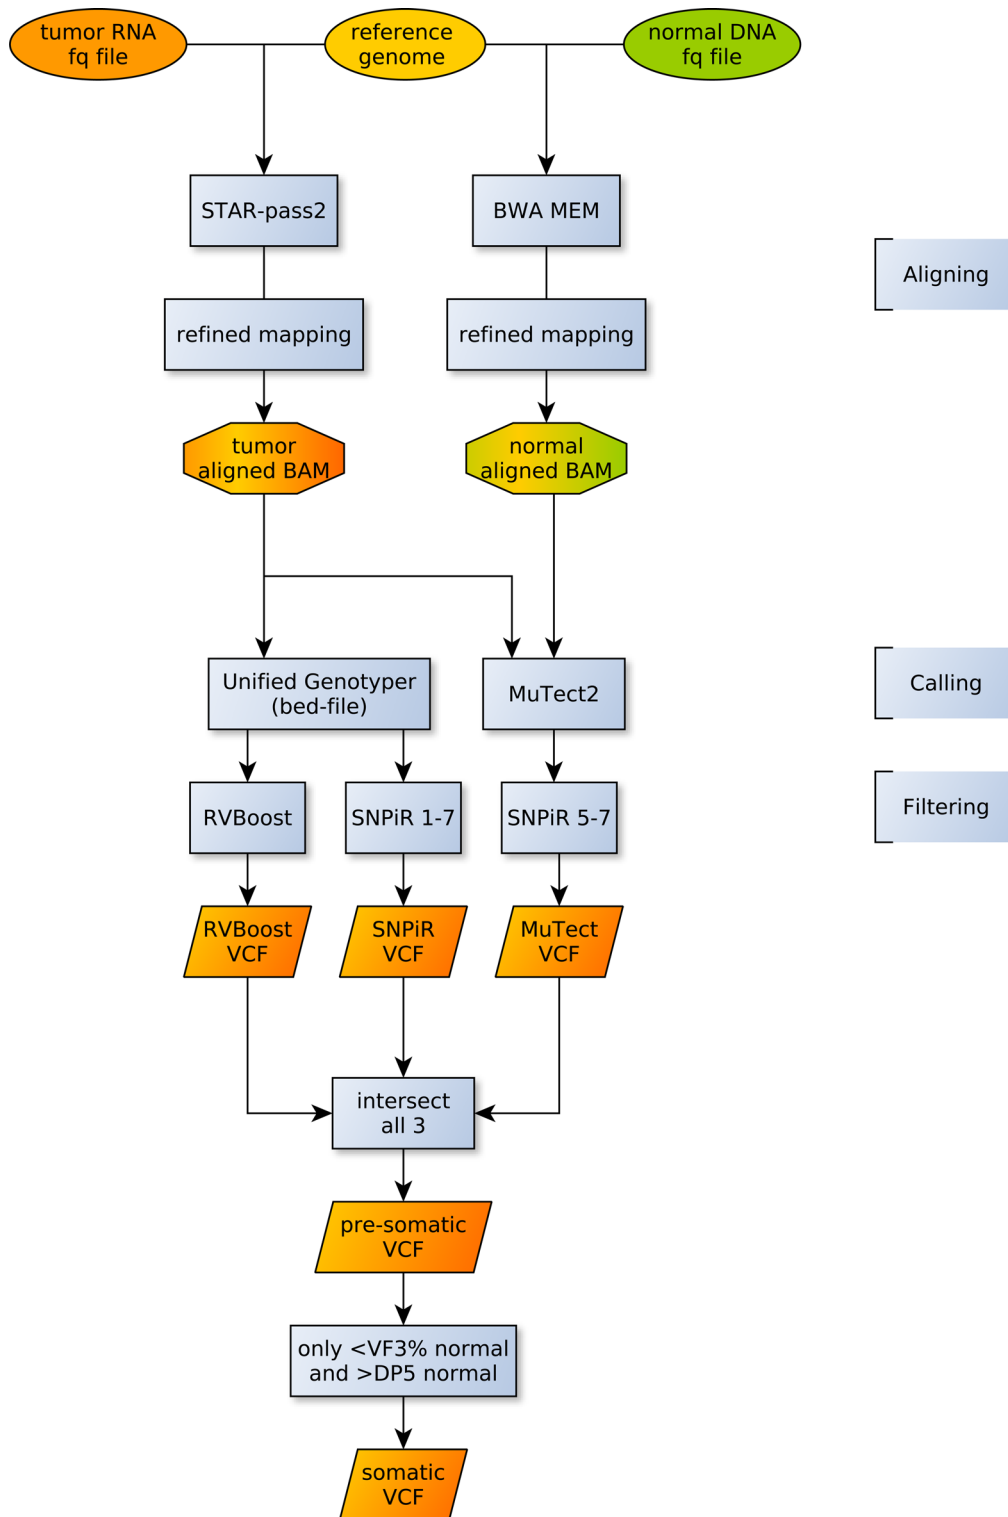 tumor RNA
fq file
reference
genome
normal DNA
fq file
STAR-pass2
BWA MEM
Aligning
refined mapping
refined mapping
tumor
aligned BAM
normal
aligned BAM
Unified Genotyper
(bed-file)
MuTect2
Calling
RVBoost
SNPiR 1-7
SNPiR 5-7
Filtering
RVBoost
VCF
SNPiR
VCF
MuTect
VCF
intersect
all 3
pre-somatic
VCF
only <VF3% normal
and >DP5 normal
somatic
VCF